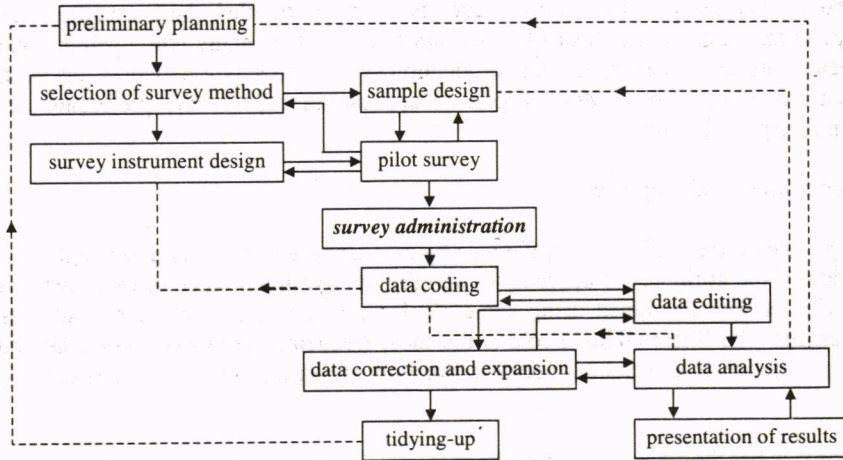 preliminary planning
selection of survey method
sample design
survey instrument design
pilot survey
survey administration
data coding
data editing
data correction and expansion
data analysis
tidying-up
presentation of results